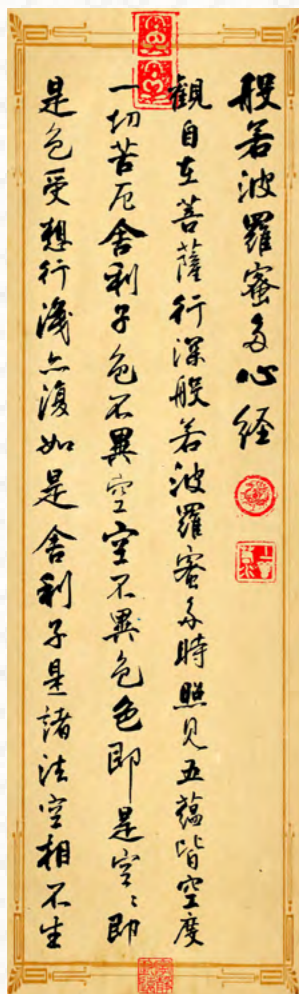 般若波羅蜜多心経
觀自在菩薩行深般若波羅蜜多時照見五蘊皆空度
一切苦厄舍利子色不異空空不異色色即是空〻即
是色受想行識亦復如是舍利子是諸法空相不生